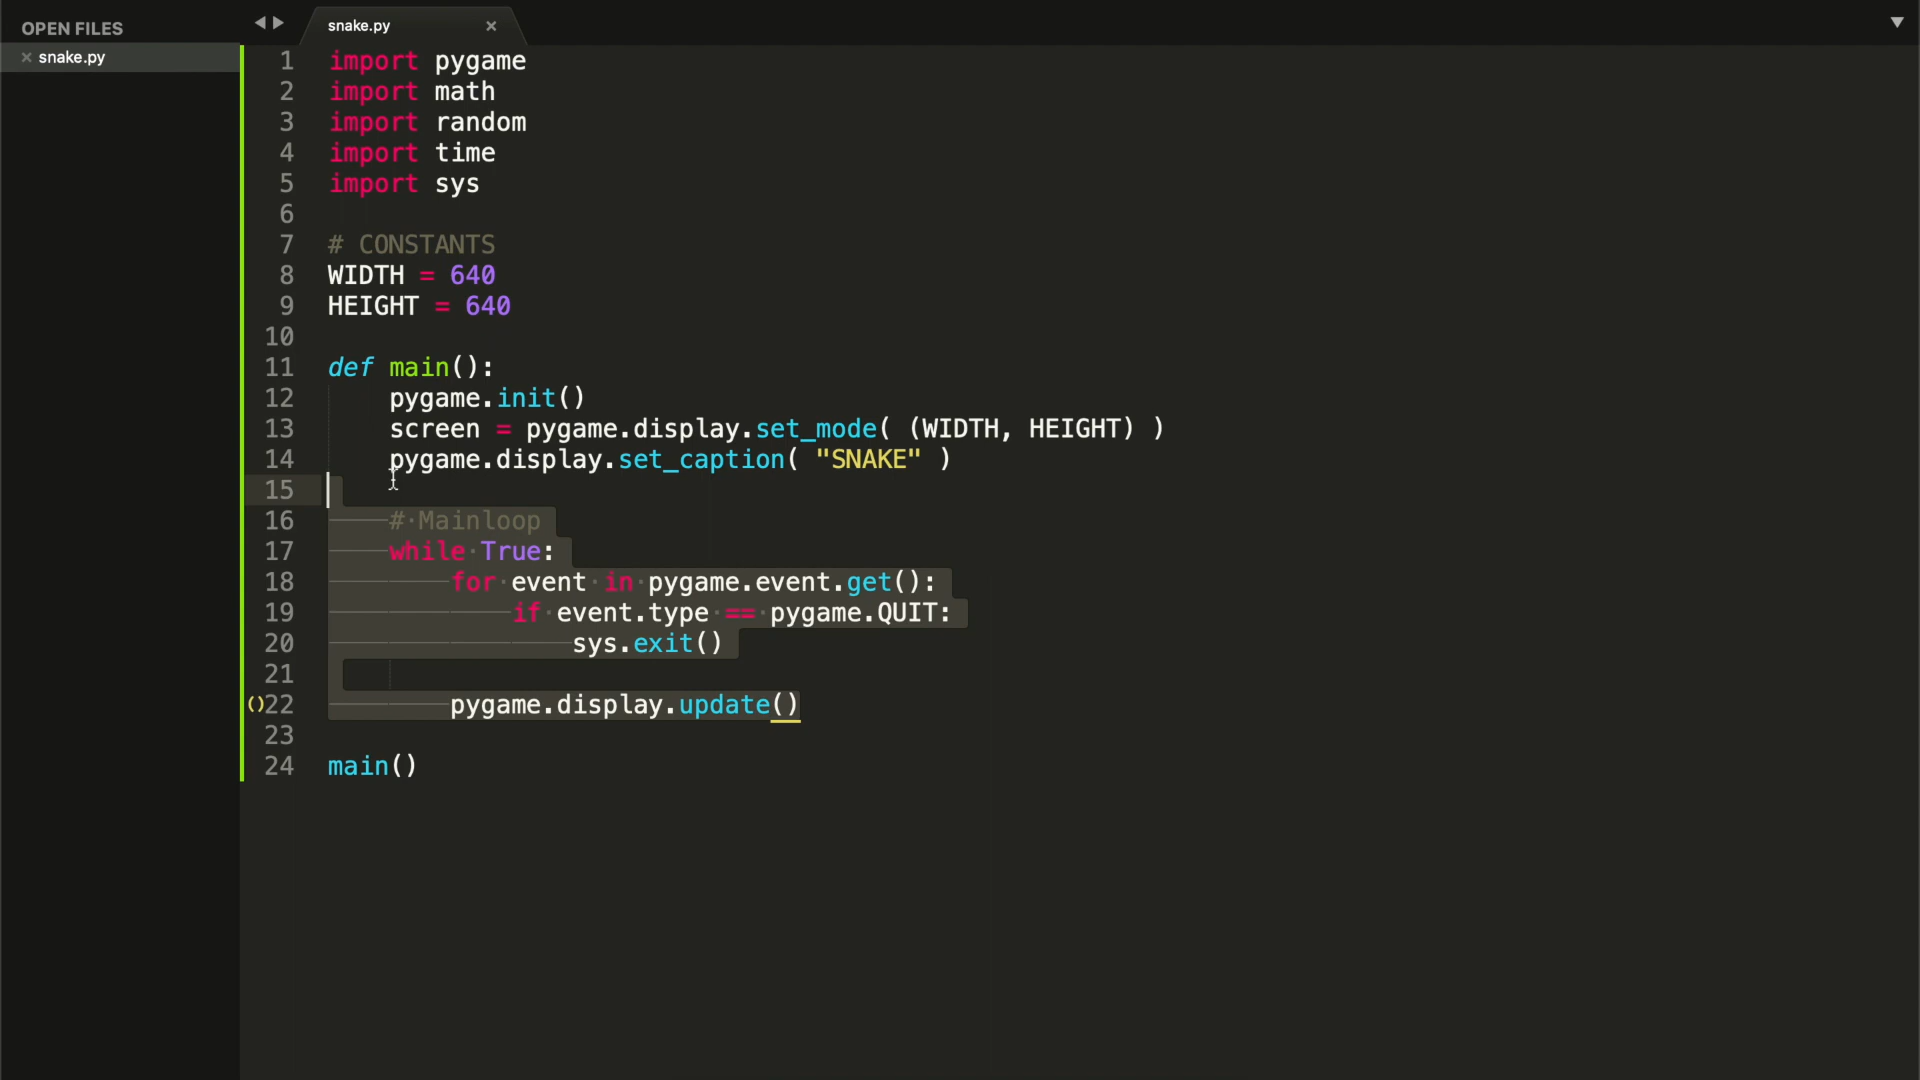 OPEN FILES
× snake.py
◀ ▶ snake.py × ▼
1 import pygame
2 import math
3 import random
4 import time
5 import sys
6
7 # CONSTANTS
8 WIDTH = 640
9 HEIGHT = 640
10
11 def main():
12 pygame.init()
13 screen = pygame.display.set_mode( (WIDTH, HEIGHT) )
14 pygame.display.set_caption( "SNAKE" )
15
16 # Mainloop
17 while True:
18 for event in pygame.event.get():
19 if event.type == pygame.QUIT:
20 sys.exit()
21
()22 pygame.display.update()
23
24 main()